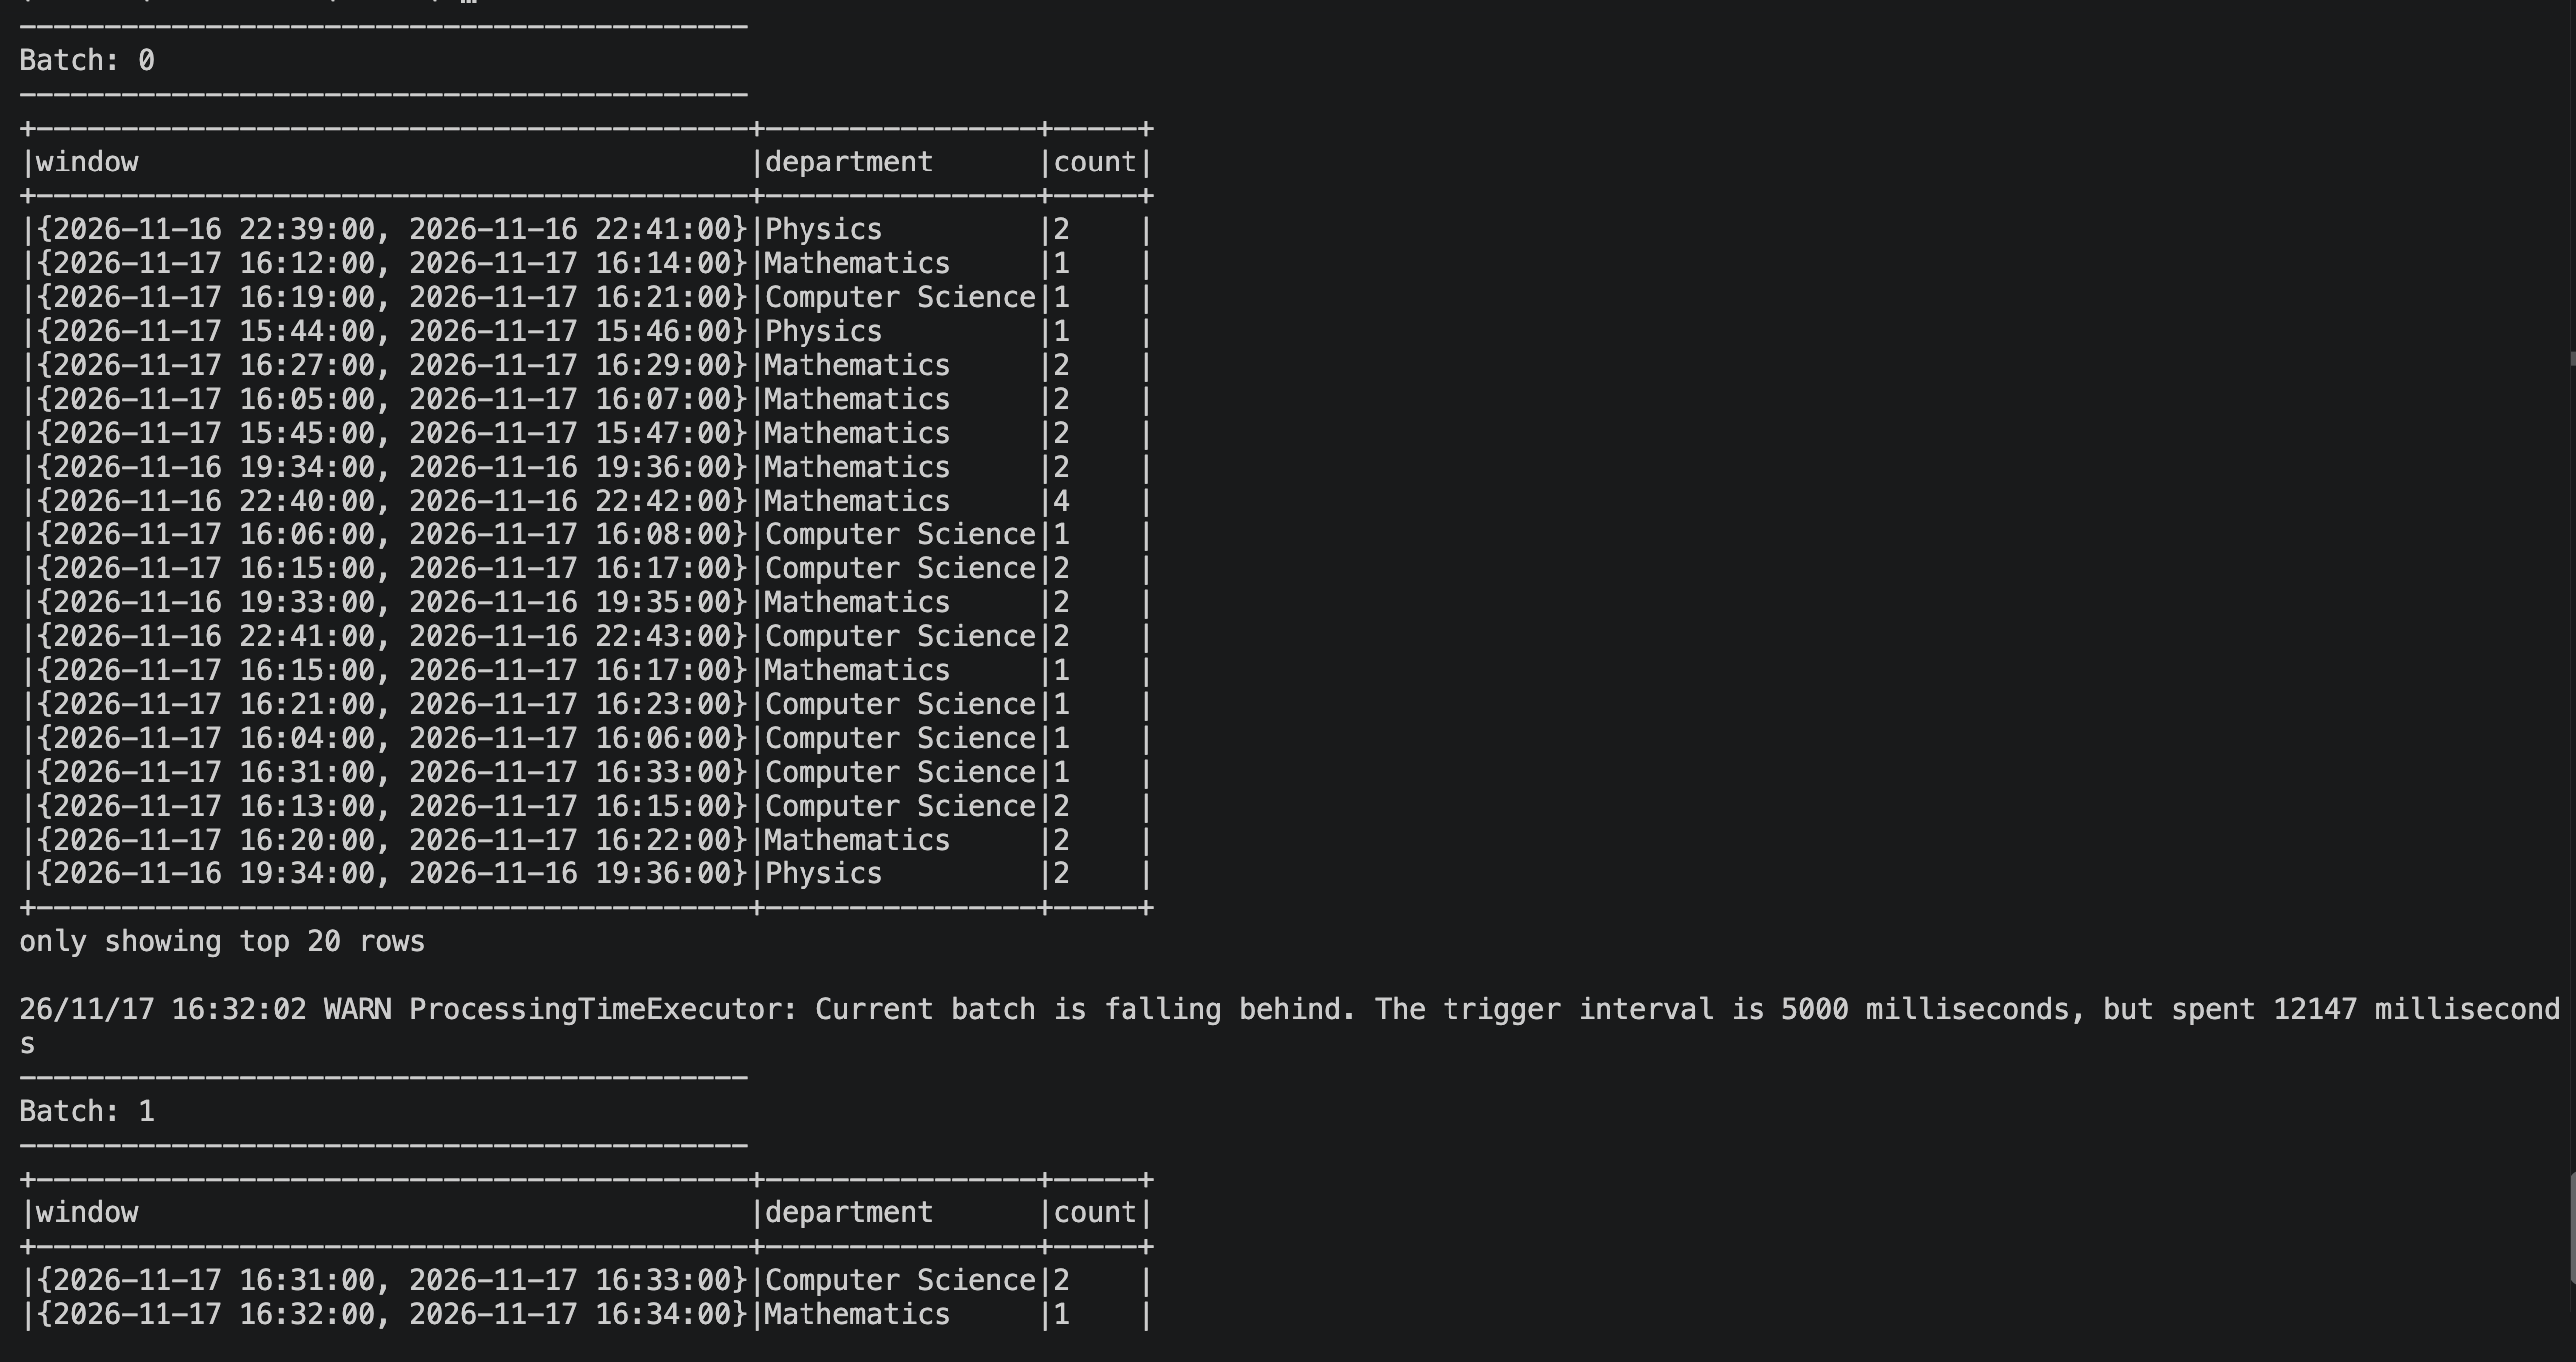 -------------------------------------------
Batch: 0
-------------------------------------------
+------------------------------------------+----------------+-----+
|window                                    |department      |count|
+------------------------------------------+----------------+-----+
|{2026-11-16 22:39:00, 2026-11-16 22:41:00}|Physics         |2    |
|{2026-11-17 16:12:00, 2026-11-17 16:14:00}|Mathematics     |1    |
|{2026-11-17 16:19:00, 2026-11-17 16:21:00}|Computer Science|1    |
|{2026-11-17 15:44:00, 2026-11-17 15:46:00}|Physics         |1    |
|{2026-11-17 16:27:00, 2026-11-17 16:29:00}|Mathematics     |2    |
|{2026-11-17 16:05:00, 2026-11-17 16:07:00}|Mathematics     |2    |
|{2026-11-17 15:45:00, 2026-11-17 15:47:00}|Mathematics     |2    |
|{2026-11-16 19:34:00, 2026-11-16 19:36:00}|Mathematics     |2    |
|{2026-11-16 22:40:00, 2026-11-16 22:42:00}|Mathematics     |4    |
|{2026-11-17 16:06:00, 2026-11-17 16:08:00}|Computer Science|1    |
|{2026-11-17 16:15:00, 2026-11-17 16:17:00}|Computer Science|2    |
|{2026-11-16 19:33:00, 2026-11-16 19:35:00}|Mathematics     |2    |
|{2026-11-16 22:41:00, 2026-11-16 22:43:00}|Computer Science|2    |
|{2026-11-17 16:15:00, 2026-11-17 16:17:00}|Mathematics     |1    |
|{2026-11-17 16:21:00, 2026-11-17 16:23:00}|Computer Science|1    |
|{2026-11-17 16:04:00, 2026-11-17 16:06:00}|Computer Science|1    |
|{2026-11-17 16:31:00, 2026-11-17 16:33:00}|Computer Science|1    |
|{2026-11-17 16:13:00, 2026-11-17 16:15:00}|Computer Science|2    |
|{2026-11-17 16:20:00, 2026-11-17 16:22:00}|Mathematics     |2    |
|{2026-11-16 19:34:00, 2026-11-16 19:36:00}|Physics         |2    |
+------------------------------------------+----------------+-----+
only showing top 20 rows
26/11/17 16:32:02 WARN ProcessingTimeExecutor: Current batch is falling behind. The trigger interval is 5000 milliseconds, but spent 12147 millisecond
s
-------------------------------------------
Batch: 1
-------------------------------------------
+------------------------------------------+----------------+-----+
|window                                    |department      |count|
+------------------------------------------+----------------+-----+
|{2026-11-17 16:31:00, 2026-11-17 16:33:00}|Computer Science|2    |
|{2026-11-17 16:32:00, 2026-11-17 16:34:00}|Mathematics     |1    |